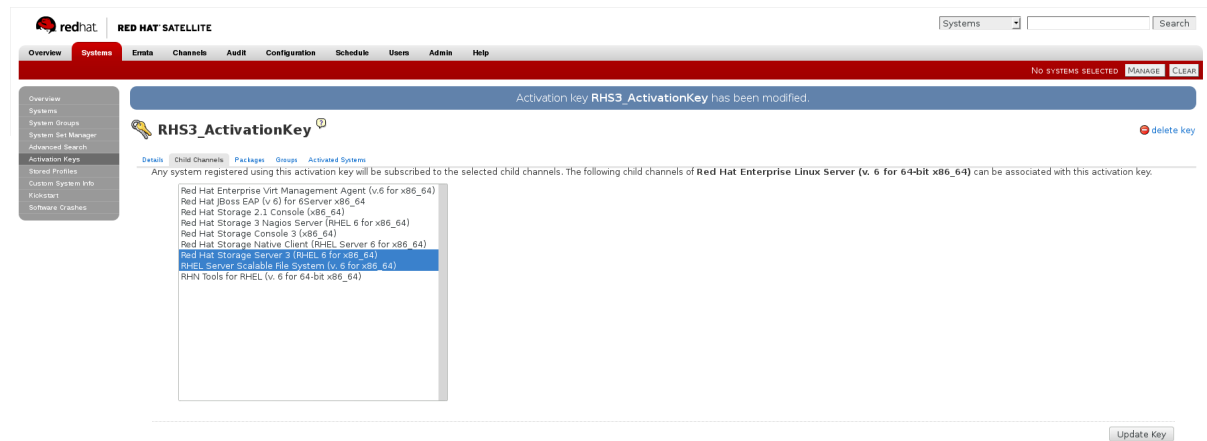 redhat. RED HAT' SATELLITE Systems Search
Overview Systems Errata Channels Audit Configuration Schedule Users Admin Help
NO SYSTEMS SELECTED MANAGE CLEAR
Overview
Systems
System Groups
System Set Manager
Advanced Search
Activation Keys
Stored Profiles
Custom System Info
Kickstart
Software Crashes
Activation key RHS3_ActivationKey has been modified.
RHS3_ActivationKey ? delete key
Details Child Channels Packages Groups Activated Systems
Any system registered using this activation key will be subscribed to the selected child channels. The following child channels of Red Hat Enterprise Linux Server (v. 6 for 64-bit x86_64) can be associated with this activation key.
Red Hat Enterprise Virt Management Agent (v.6 for x86_64)
Red Hat JBoss EAP (v 6) for 6Server x86_64
Red Hat Storage 2.1 Console (x86_64)
Red Hat Storage 3 Nagios Server (RHEL 6 for x86_64)
Red Hat Storage Console 3 (x86_64)
Red Hat Storage Native Client (RHEL Server 6 for x86_64)
Red Hat Storage Server 3 (RHEL 6 for x86_64)
RHEL Server Scalable File System (v. 6 for x86_64)
RHN Tools for RHEL (v. 6 for 64-bit x86_64)
Update Key